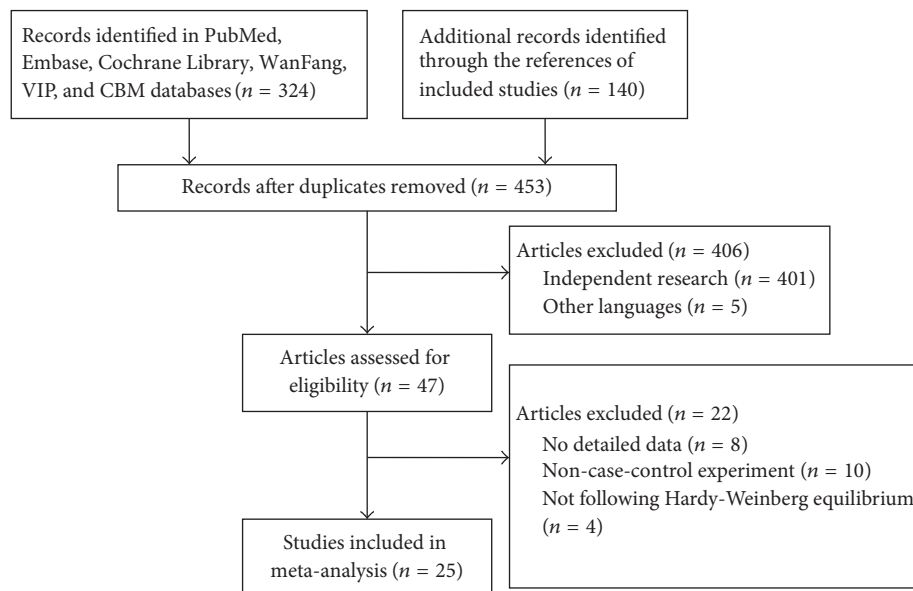 Records identified in PubMed,
Embase, Cochrane Library, WanFang,
VIP, and CBM databases (n = 324)
Additional records identified
through the references of
included studies (n = 140)
Records after duplicates removed (n = 453)
Articles excluded (n = 406)
Independent research (n = 401)
Other languages (n = 5)
Articles assessed for
eligibility (n = 47)
Articles excluded (n = 22)
No detailed data (n = 8)
Non-case-control experiment (n = 10)
Not following Hardy-Weinberg equilibrium
(n = 4)
Studies included in
meta-analysis (n = 25)